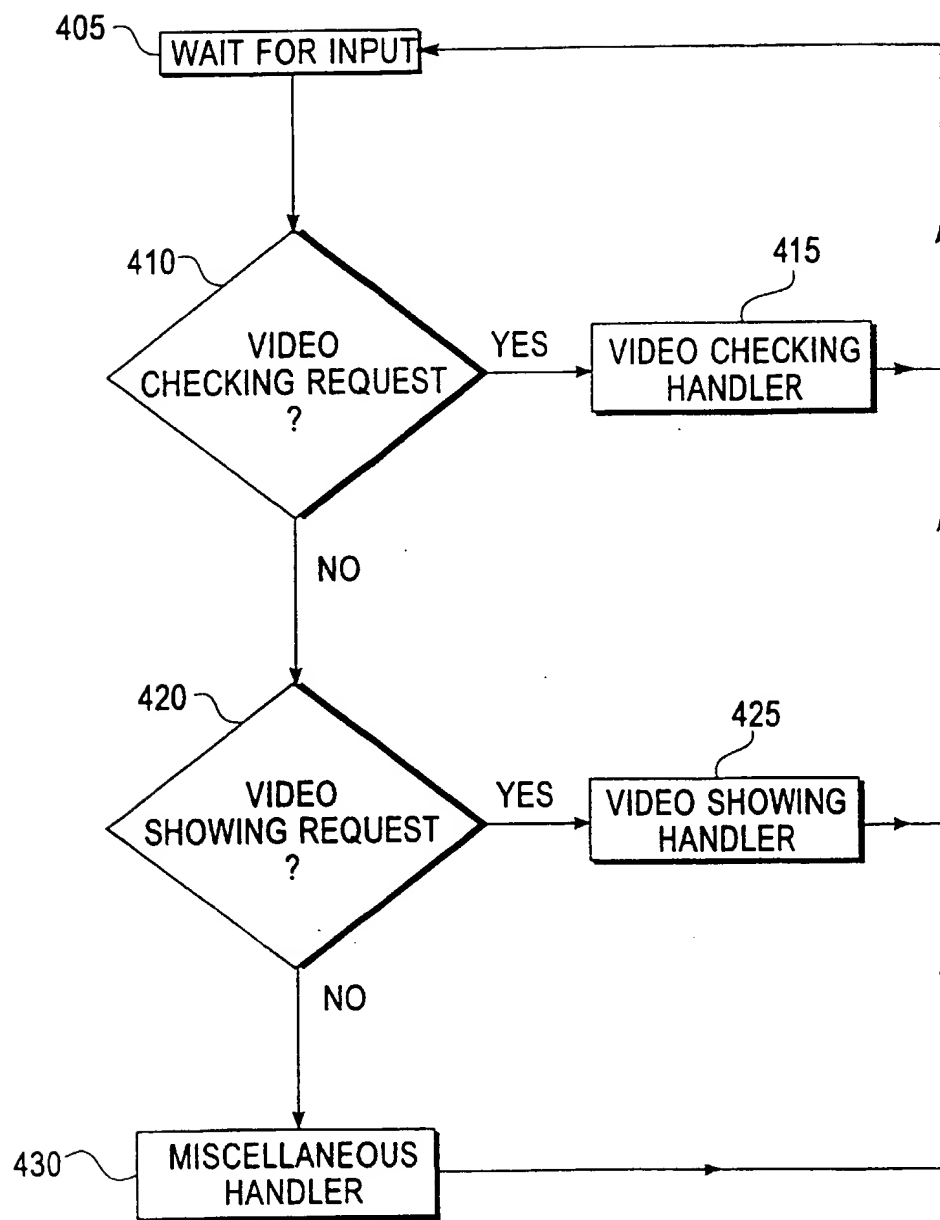 405
WAIT FOR INPUT
410
VIDEO
CHECKING REQUEST
?
YES
415
VIDEO CHECKING
HANDLER
NO
420
VIDEO
SHOWING REQUEST
?
YES
425
VIDEO SHOWING
HANDLER
NO
430
MISCELLANEOUS
HANDLER